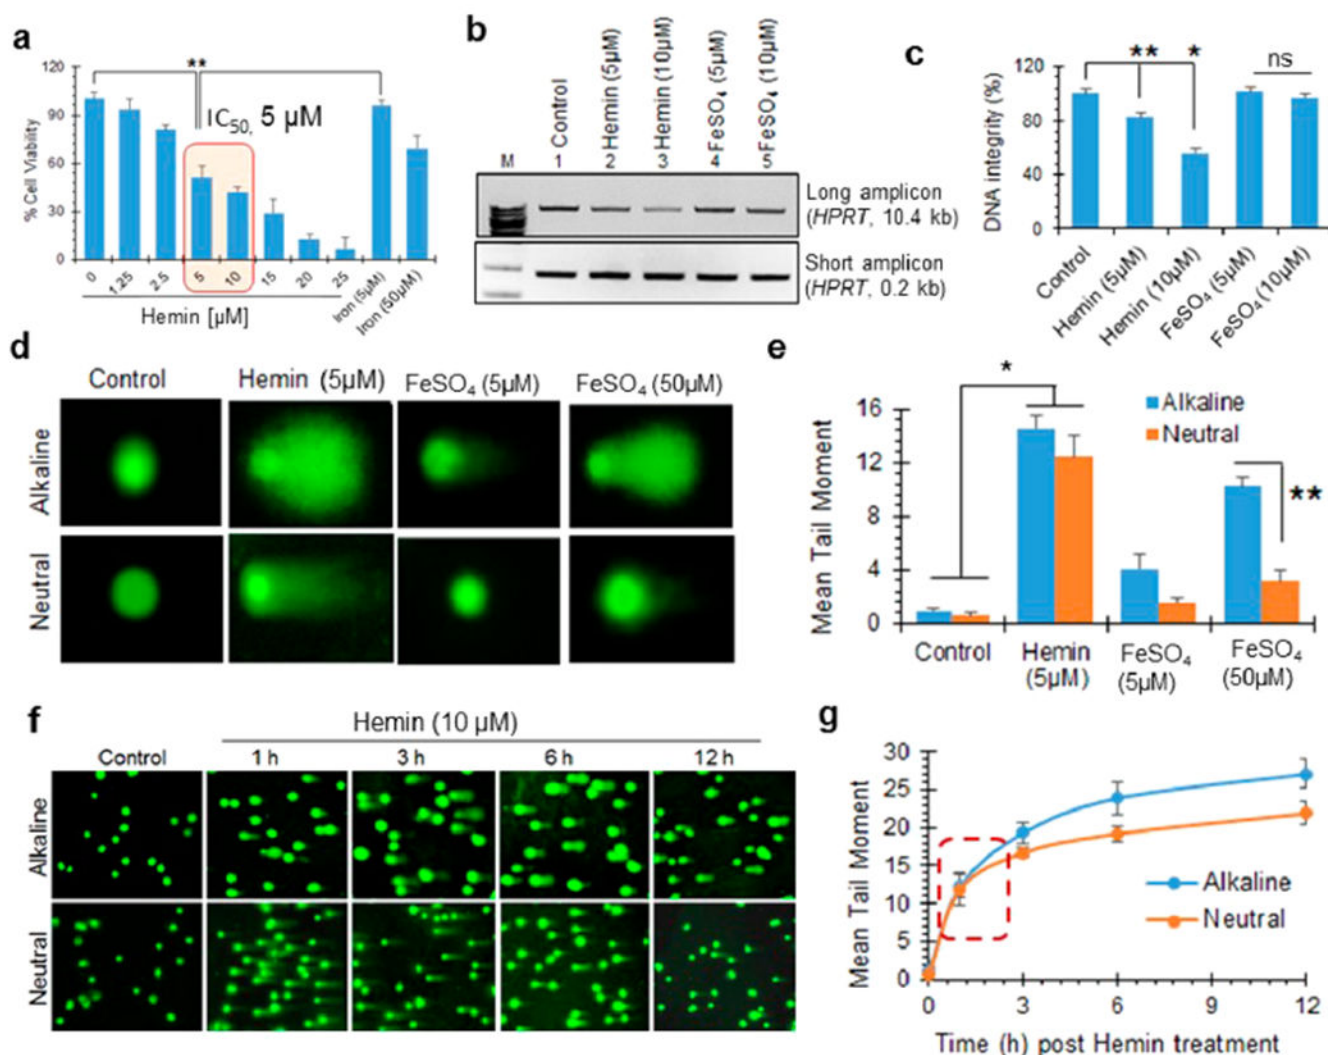 a
120
90
60
30
0
% Cell Viability
**
IC50, 5 µM
0 1.25 2.5 5 10 15 20 25 Iron (5µM) Iron (50µM)
Hemin [µM]
b
Control Hemin (5µM) Hemin (10µM) FeSO4 (5µM) FeSO4 (10µM)
M 1 2 3 4 5
Long amplicon
(HPRT, 10.4 kb)
Short amplicon
(HPRT, 0.2 kb)
c
** * ns
120
80
40
0
DNA integrity (%)
Control Hemin (5µM) Hemin (10µM) FeSO4 (5µM) FeSO4 (10µM)
d
Control Hemin (5µM) FeSO4 (5µM) FeSO4 (50µM)
Alkaline
Neutral
e
*
16
12
8
4
0
Mean Tail Moment
Alkaline
Neutral
**
Control Hemin FeSO4 FeSO4
(5µM) (5µM) (50µM)
f
Hemin (10 µM)
Control 1 h 3 h 6 h 12 h
Alkaline
Neutral
g
30
25
20
15
10
5
0
Mean Tail Moment
Alkaline
Neutral
0 3 6 9 12
Time (h) post Hemin treatment